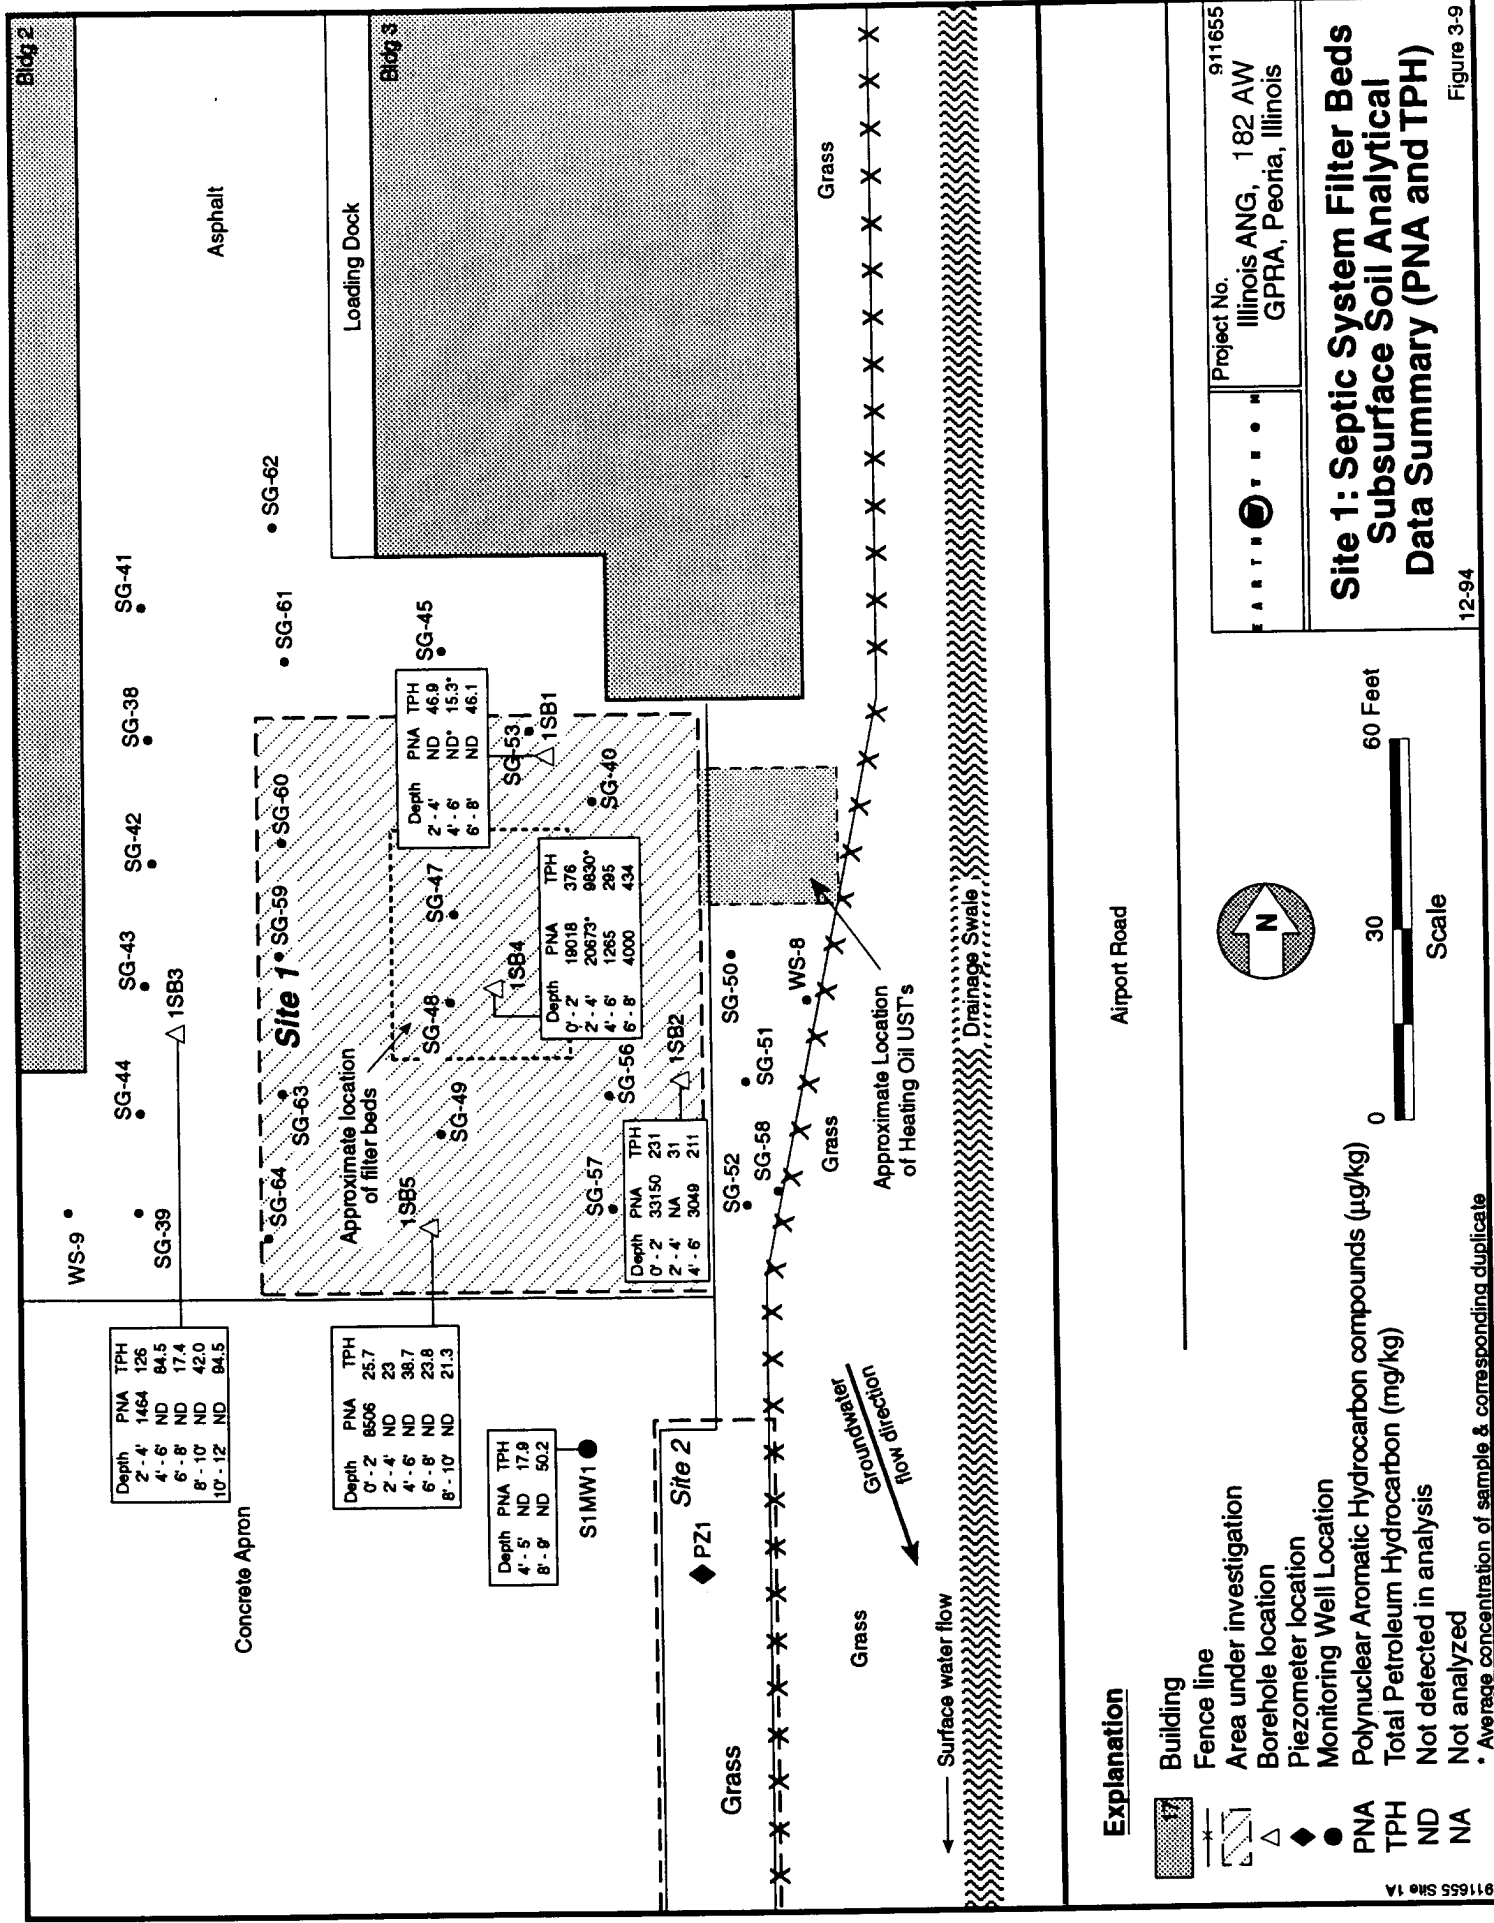 Bldg 2
WS-9
SG-39
SG-44
SG-43
SG-42
SG-38
SG-41
1SB3
Asphalt
Depth PNA TPH
2' - 4' 1464 126
4' - 6' ND 84.5
6' - 8' ND 17.4
8' - 10' ND 42.0
10' - 12' ND 94.5
Concrete Apron
SG-64
SG-63
Site 1
SG-59
SG-60
SG-61
SG-62
Loading Dock
Bldg 3
Approximate location
of filter beds
1SB5
SG-49
SG-48
SG-47
SG-45
Depth PNA TPH
0' - 2' 8506 25.7
2' - 4' ND 23
4' - 6' ND 38.7
6' - 8' ND 23.8
8' - 10' ND 21.3
Depth PNA TPH
2' - 4' ND 46.9
4' - 6' ND* 15.3*
6' - 8' ND 46.1
SG-53
1SB1
1SB4
SG-40
Depth PNA TPH
0' - 2' 19018 376
2' - 4' 20673* 9830*
4' - 6' 1265 295
6' - 8' 4000 434
Depth PNA TPH
4' - 5' ND 17.9
8' - 9' ND 50.2
S1MW1
SG-57
SG-56
1SB2
Depth PNA TPH
0' - 2' 33150 231
2' - 4' NA 31
4' - 6' 3049 211
Site 2
PZ1
SG-52
SG-58
SG-51
SG-50
WS-8
Grass
Grass
Grass
Grass
Groundwater
flow direction
Approximate Location
of Heating Oil UST's
Surface water flow
Drainage Swale
Airport Road
Explanation
17 Building
Fence line
Area under investigation
Borehole location
Piezometer location
Monitoring Well Location
PNA Polynuclear Aromatic Hydrocarbon compounds (µg/kg)
TPH Total Petroleum Hydrocarbon (mg/kg)
ND Not detected in analysis
NA Not analyzed
* Average concentration of sample & corresponding duplicate
911655 Site 1A
N
0 30 60 Feet
Scale
EARTH TECH
Project No. 911655
Illinois ANG, 182 AW
GPRA, Peoria, Illinois
Site 1: Septic System Filter Beds
Subsurface Soil Analytical
Data Summary (PNA and TPH)
12-94
Figure 3-9